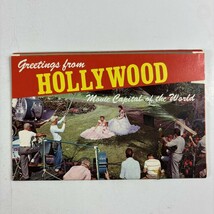 Greetings from
HOLLYWOOD
Movie Capital of the World